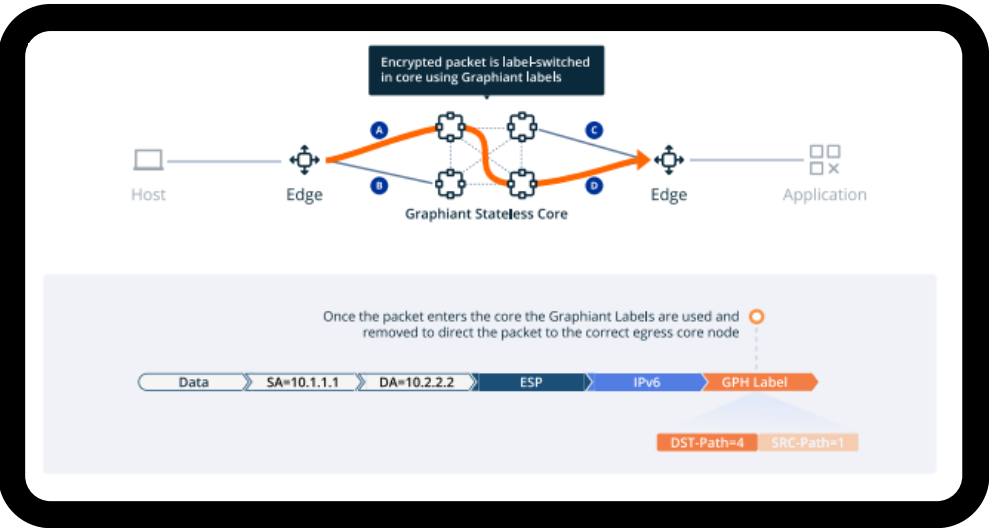 Encrypted packet is label-switched
in core using Graphiant labels
A
C
Host
Edge
B
D
Edge
Application
Graphiant Stateless Core
Once the packet enters the core the Graphiant Labels are used and
removed to direct the packet to the correct egress core node
Data
SA=10.1.1.1
DA=10.2.2.2
ESP
IPv6
GPH Label
DST-Path=4
SRC-Path=1